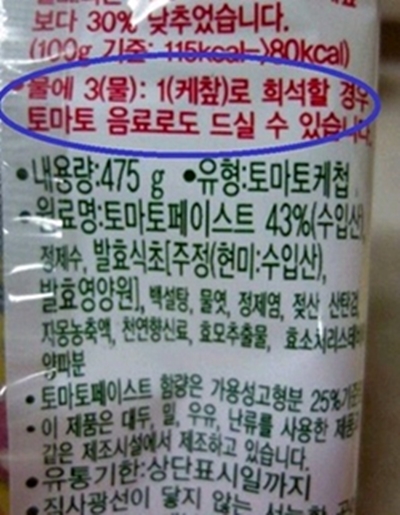 보다 30% 낮추었습니다.
(100g 기준: 115kcal→80kcal)
•물에 3(물): 1(케찦)로 희석할 경우
토마토 음료로도 드실 수 있습니다.
•내용량:475 g •유형:토마토케첩
•원료명:토마토페이스트 43%(수입산),
정제수, 발효식초[주정(현미:수입산),
발효영양원], 백설탕, 물엿, 정제염, 젖산, 산탄검,
자몽농축액, 천연향신료, 효모추출물, 효소처리스테비아
양파분
•토마토페이스트 함량은 가용성고형분 25%기준
•이 제품은 대두, 밀, 우유, 난류를 사용한 제품과
같은 제조시설에서 제조하고 있습니다.
•유통기한:상단표시일까지
•직사광선이 닿지 않는 서늘한